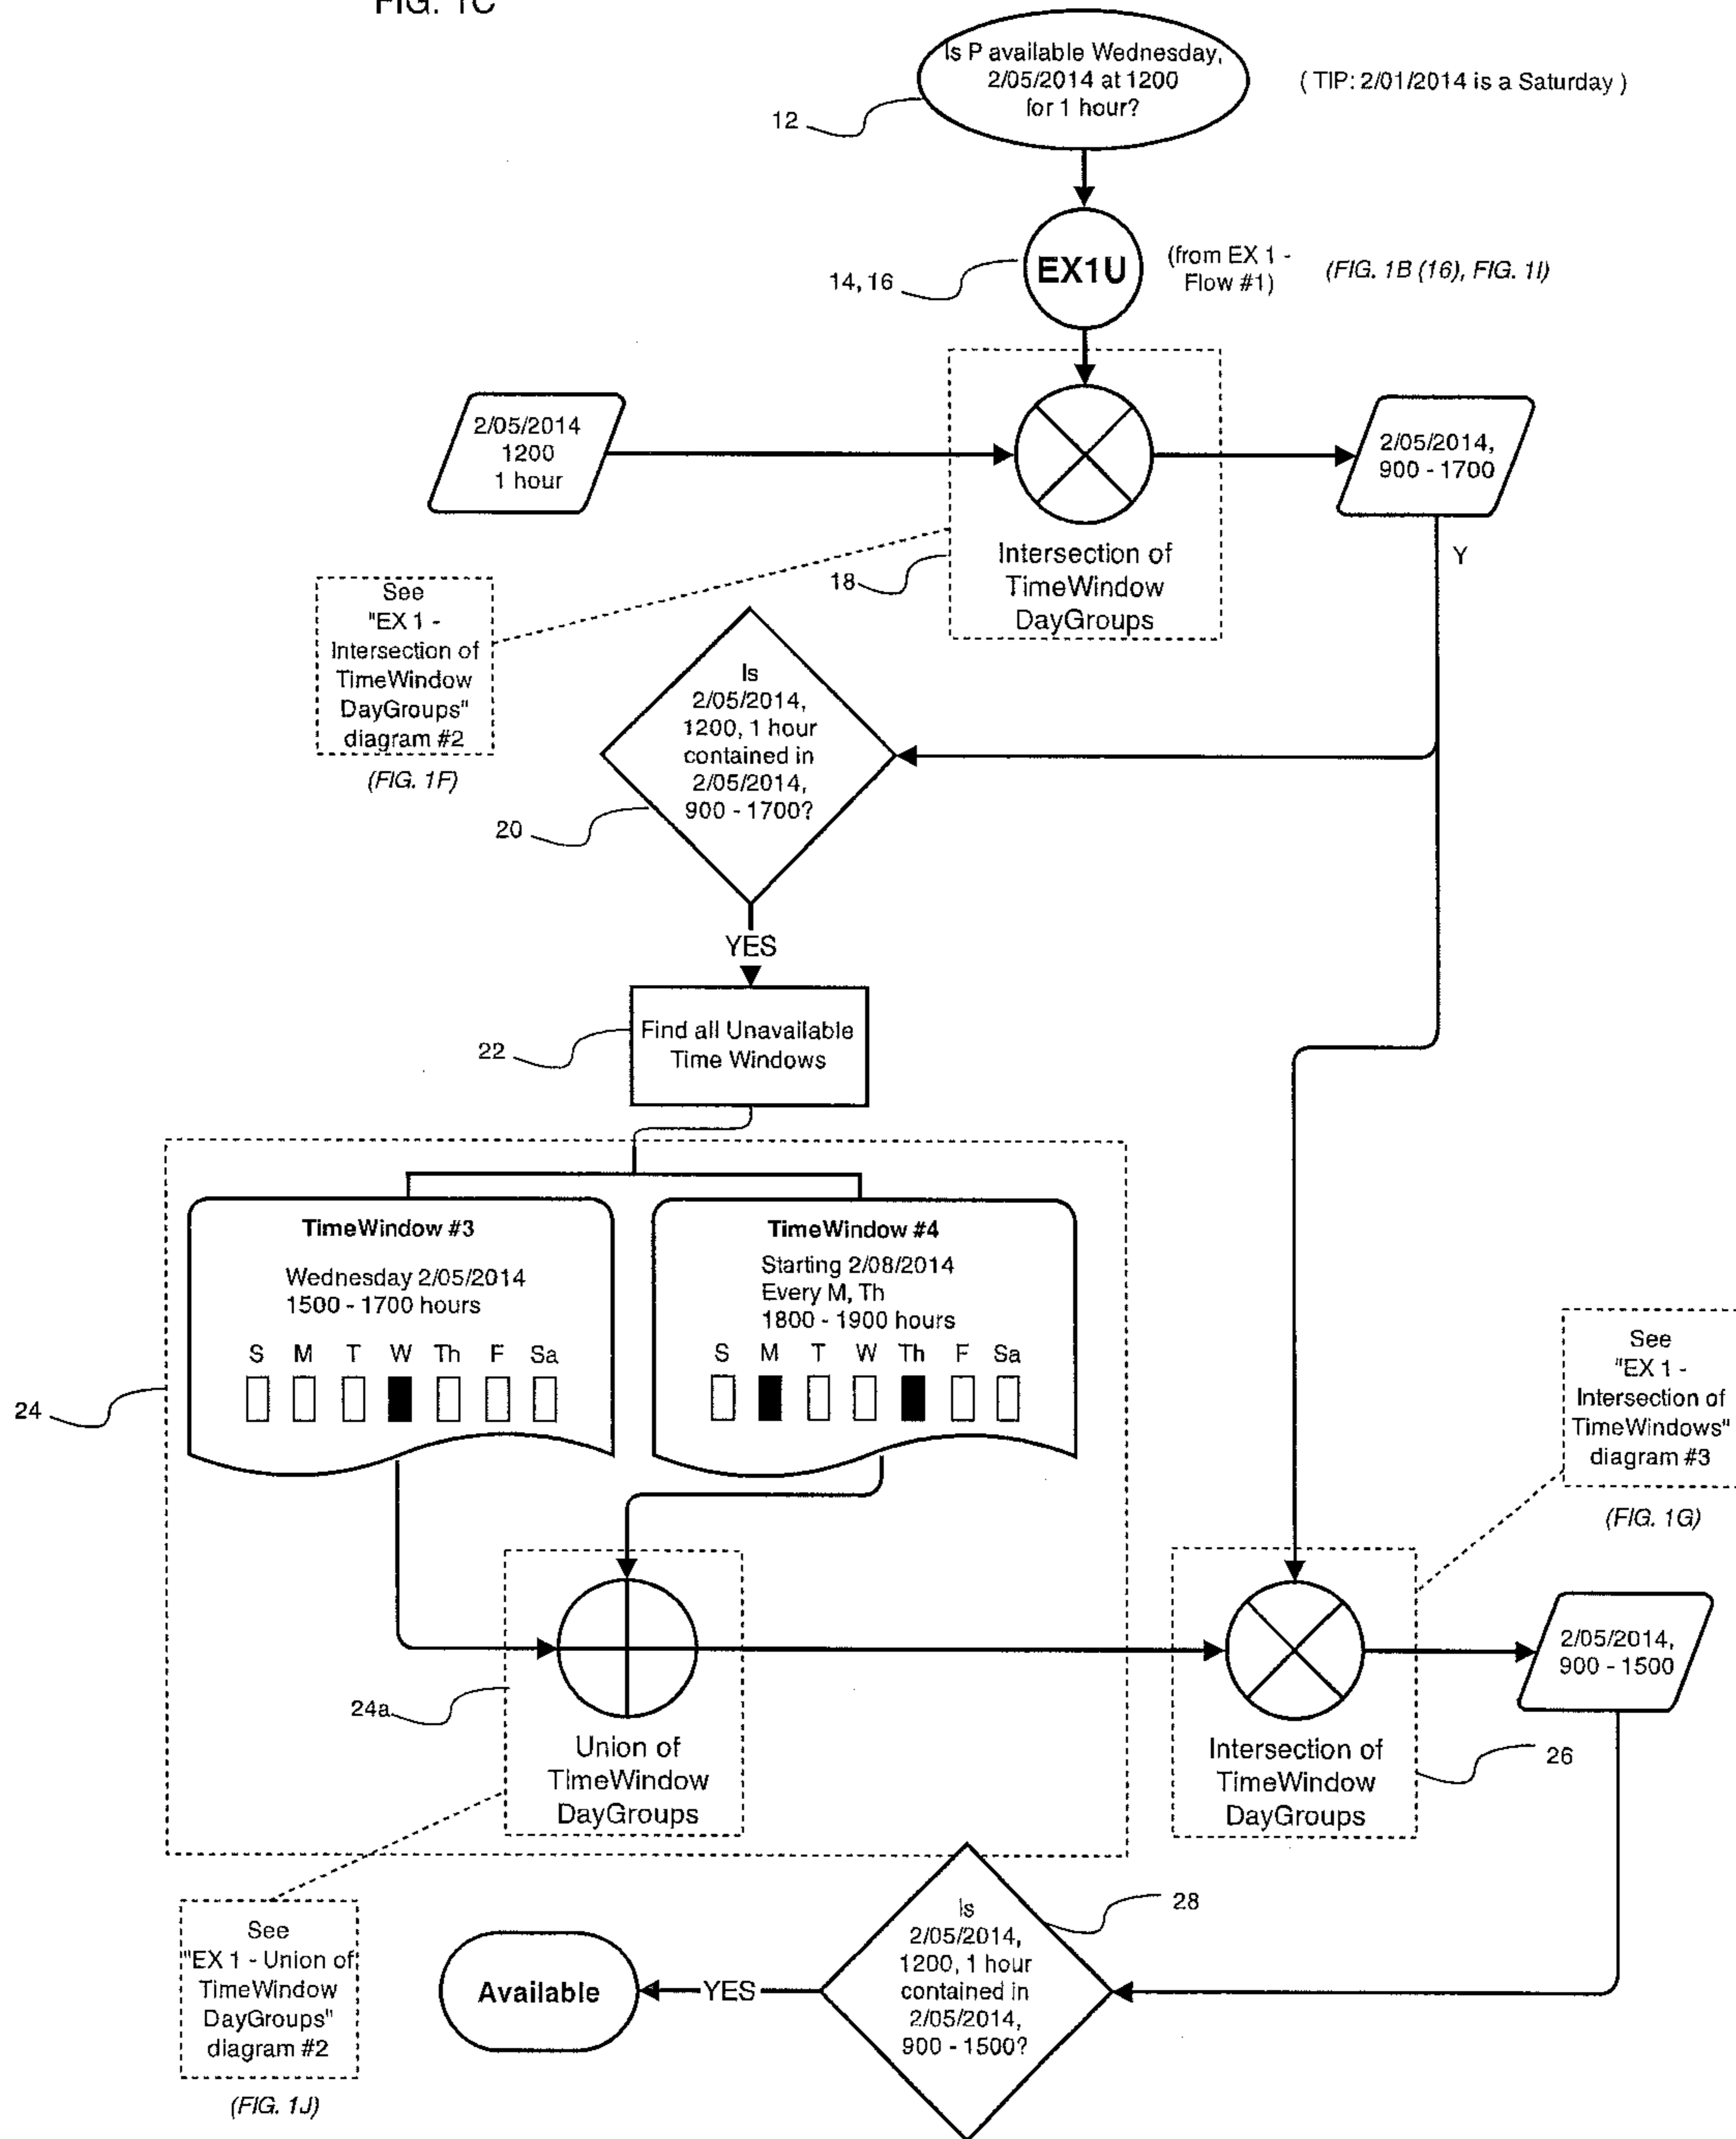 FIG. 1C
Is P available Wednesday,
2/05/2014 at 1200
for 1 hour?
( TIP: 2/01/2014 is a Saturday )
12
EX1U
(from EX 1 -
Flow #1)
(FIG. 1B (16), FIG. 1I)
14, 16
2/05/2014
1200
1 hour
2/05/2014,
900 - 1700
Y
Intersection of
TimeWindow
DayGroups
18
See
"EX 1 -
Intersection of
TimeWindow
DayGroups"
diagram #2
(FIG. 1F)
Is
2/05/2014,
1200, 1 hour
contained in
2/05/2014,
900 - 1700?
20
YES
Find all Unavailable
Time Windows
22
TimeWindow #3
Wednesday 2/05/2014
1500 - 1700 hours
S M T W Th F Sa
TimeWindow #4
Starting 2/08/2014
Every M, Th
1800 - 1900 hours
S M T W Th F Sa
24
See
"EX 1 -
Intersection of
TimeWindows"
diagram #3
(FIG. 1G)
24a
Union of
TimeWindow
DayGroups
Intersection of
TimeWindow
DayGroups
26
2/05/2014,
900 - 1500
See
"EX 1 - Union of
TimeWindow
DayGroups"
diagram #2
(FIG. 1J)
Available
YES
Is
2/05/2014,
1200, 1 hour
contained in
2/05/2014,
900 - 1500?
28